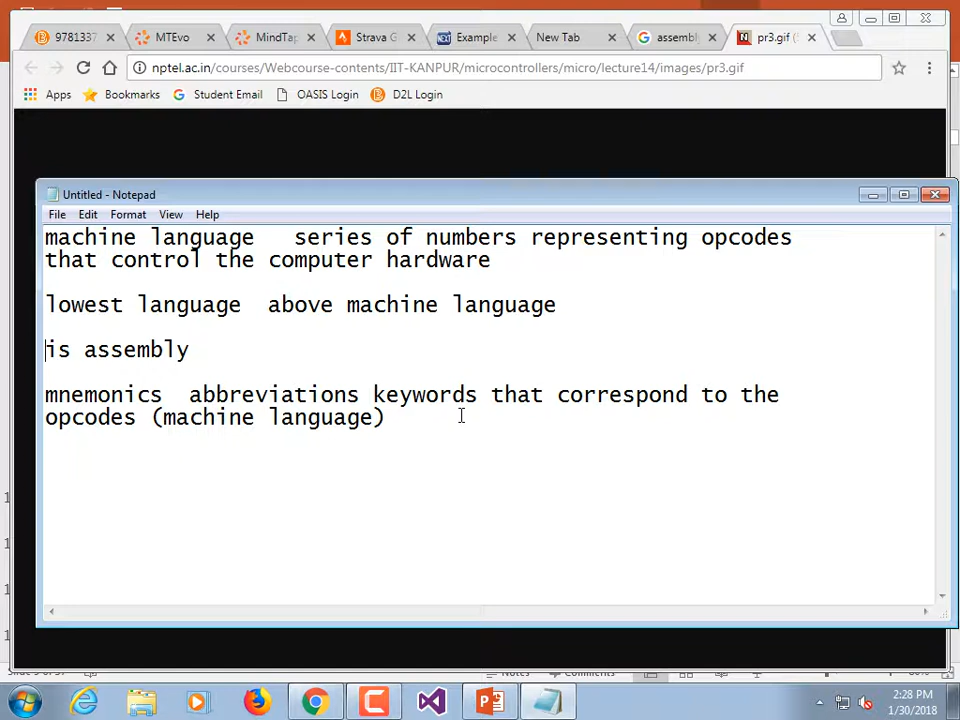 9781337
MTEvo
MindTap
Strava G
Example
New Tab
assembl
pr3.gif (
nptel.ac.in/courses/Webcourse-contents/IIT-KANPUR/microcontrollers/micro/lecture14/images/pr3.gif
Apps
Bookmarks
Student Email
OASIS Login
D2L Login
Untitled - Notepad
File Edit Format View Help
machine language series of numbers representing opcodes
that control the computer hardware
lowest language above machine language
is assembly
mnemonics abbreviations keywords that correspond to the
opcodes (machine language)
2:28 PM
1/30/2018